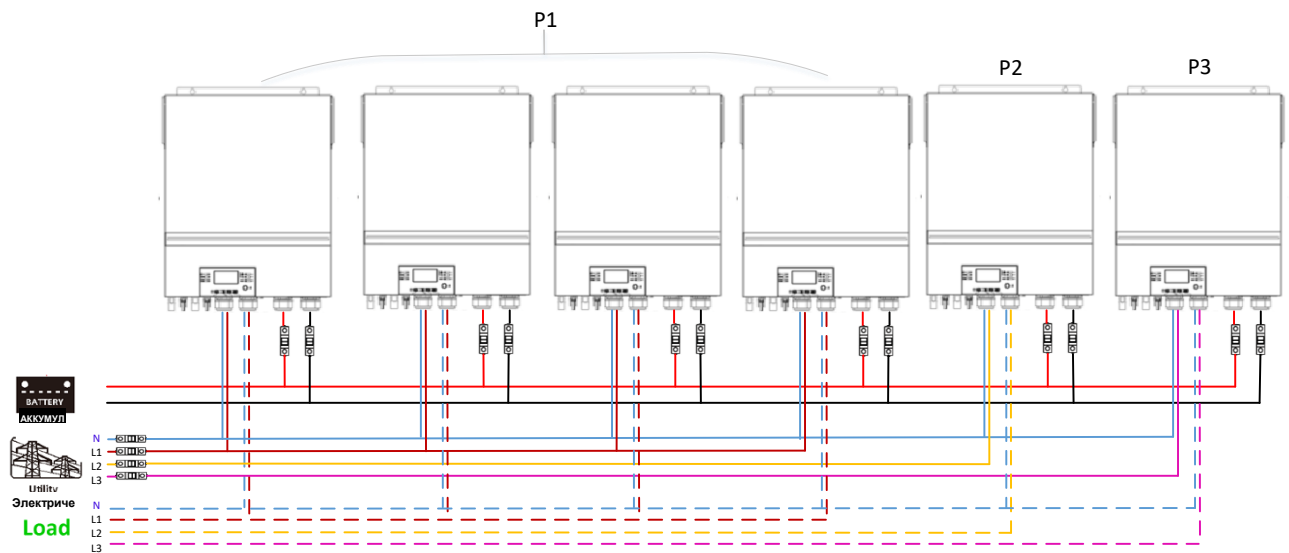 P1
P2
P3
BATTERY
АККУМУЛ
N
L1
L2
L3
Utility
Электриче
N
L1
L2
L3
Load